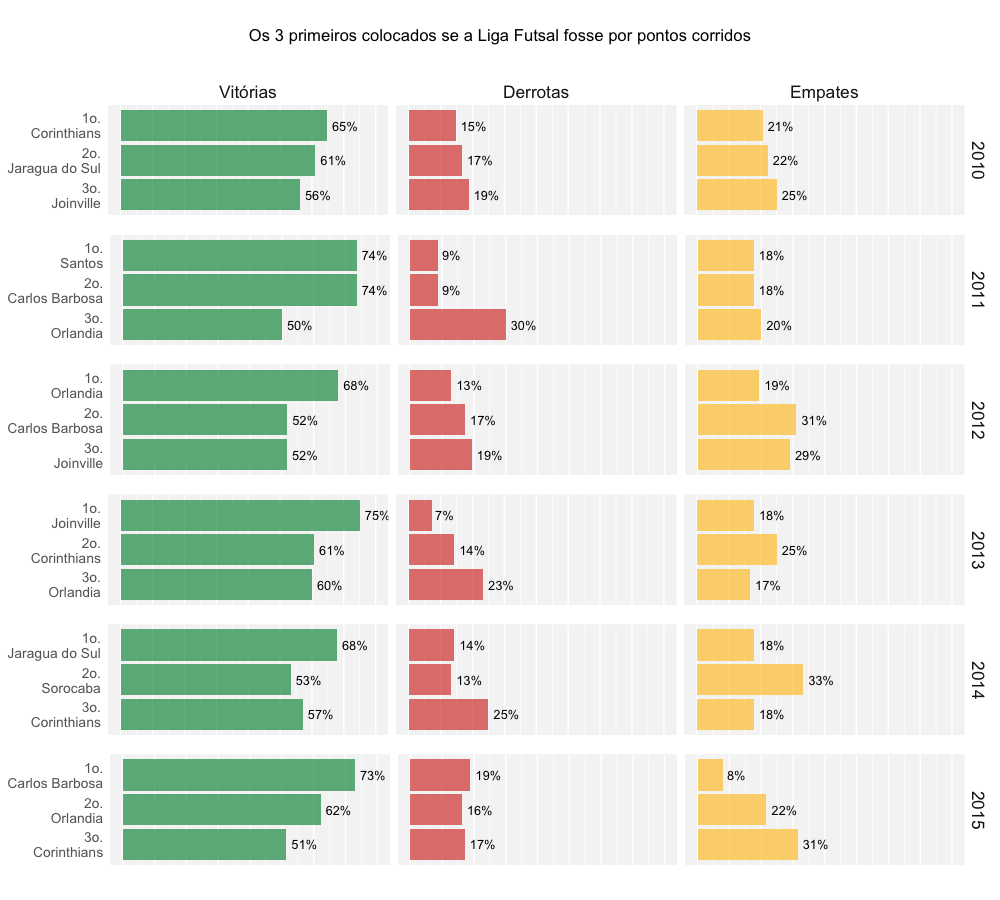 Os 3 primeiros colocados se a Liga Futsal fosse por pontos corridos
Vitórias Derrotas Empates
1o.
Corinthians 65% 15% 21%
2o.
Jaragua do Sul 61% 17% 22%
3o.
Joinville 56% 19% 25%
2010
1o.
Santos 74% 9% 18%
2o.
Carlos Barbosa 74% 9% 18%
3o.
Orlandia 50% 30% 20%
2011
1o.
Orlandia 68% 13% 19%
2o.
Carlos Barbosa 52% 17% 31%
3o.
Joinville 52% 19% 29%
2012
1o.
Joinville 75% 7% 18%
2o.
Corinthians 61% 14% 25%
3o.
Orlandia 60% 23% 17%
2013
1o.
Jaragua do Sul 68% 14% 18%
2o.
Sorocaba 53% 13% 33%
3o.
Corinthians 57% 25% 18%
2014
1o.
Carlos Barbosa 73% 19% 8%
2o.
Orlandia 62% 16% 22%
3o.
Corinthians 51% 17% 31%
2015